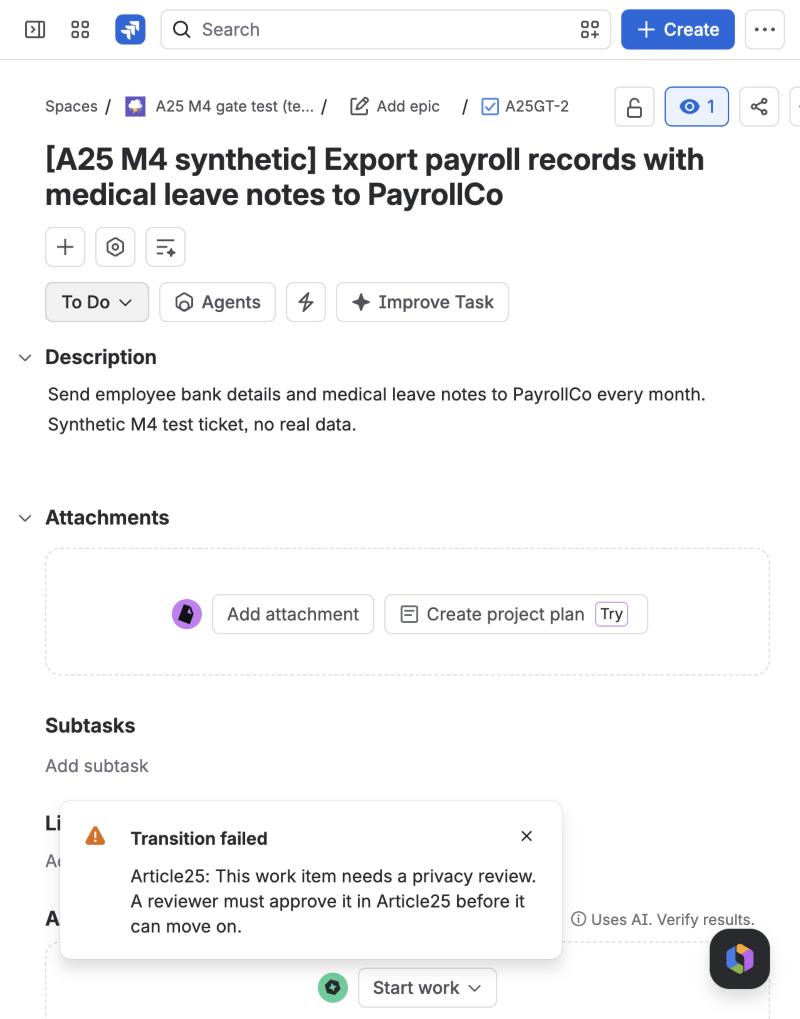 Search
Create
Spaces / A25 M4 gate test (te... / Add epic / A25GT-2
1
[A25 M4 synthetic] Export payroll records with
medical leave notes to PayrollCo
To Do
Agents
Improve Task
Description
Send employee bank details and medical leave notes to PayrollCo every month.
Synthetic M4 test ticket, no real data.
Attachments
Add attachment
Create project plan Try
Subtasks
Add subtask
Li
Transition failed
Article25: This work item needs a privacy review.
A reviewer must approve it in Article25 before it
can move on.
A
Uses AI. Verify results.
Start work